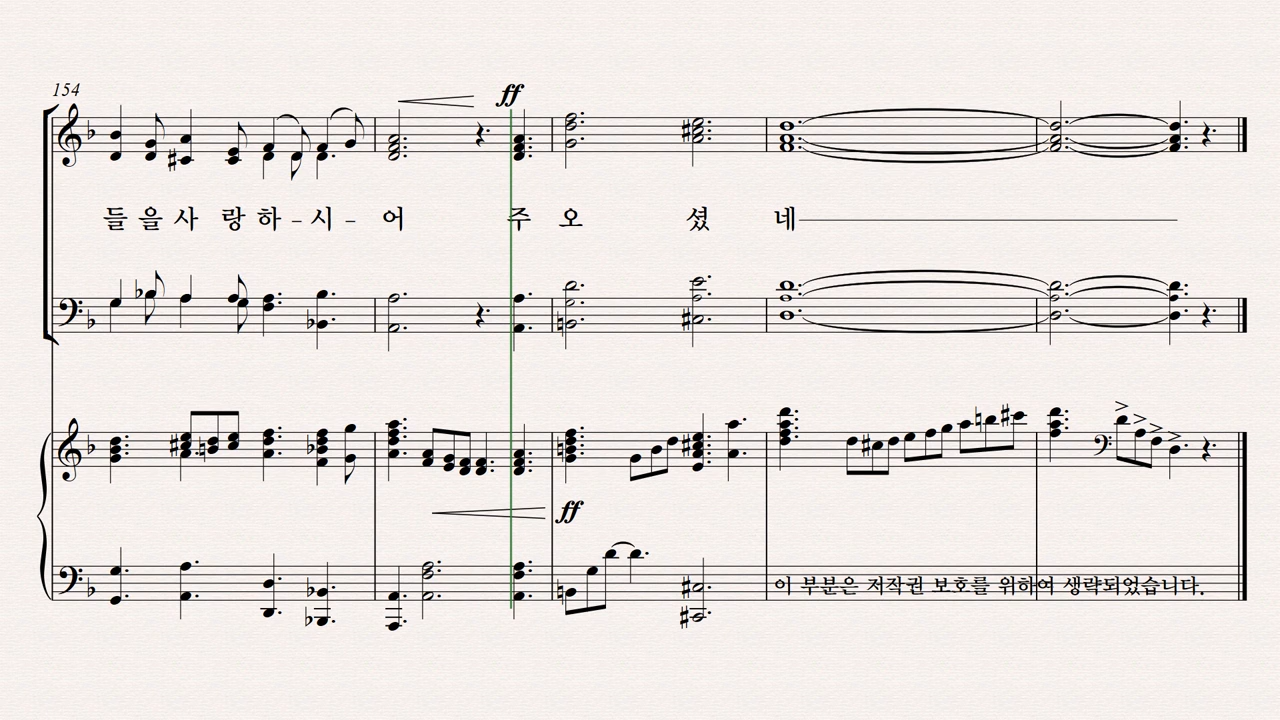 154
ff
들 을 사 랑 하 - 시 - 어 주 오 셨 네
ff
이 부분은 저작권 보호를 위하여 생략되었습니다.